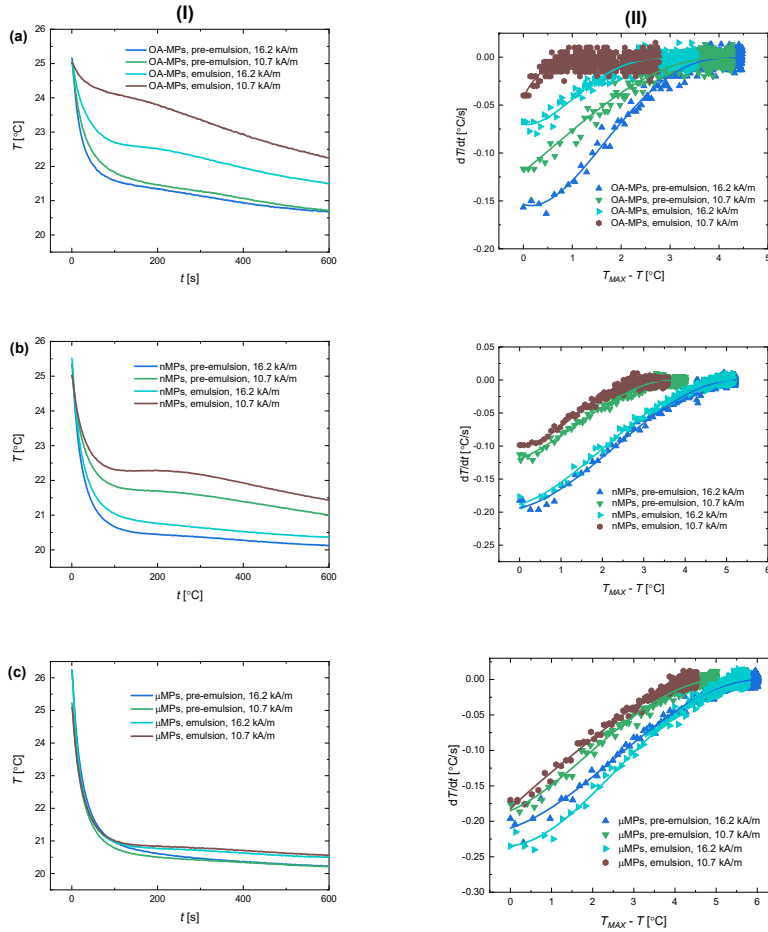 (I)
(II)
(a)
26
25
24
23
22
21
20
T [°C]
OA-MPs, pre-emulsion, 16.2 kA/m
OA-MPs, pre-emulsion, 10.7 kA/m
OA-MPs, emulsion, 16.2 kA/m
OA-MPs, emulsion, 10.7 kA/m
0 200 400 600
t [s]
0.00
-0.05
-0.10
-0.15
-0.20
dT/dt [°C/s]
OA-MPs, pre-emulsion, 16.2 kA/m
OA-MPs, pre-emulsion, 10.7 kA/m
OA-MPs, emulsion, 16.2 kA/m
OA-MPs, emulsion, 10.7 kA/m
0 1 2 3 4 5
TMAX - T [°C]
(b)
26
25
24
23
22
21
20
T [°C]
nMPs, pre-emulsion, 16.2 kA/m
nMPs, pre-emulsion, 10.7 kA/m
nMPs, emulsion, 16.2 kA/m
nMPs, emulsion, 10.7 kA/m
0 200 400 600
t [°C]
0.05
0.00
-0.05
-0.10
-0.15
-0.20
-0.25
dT/dt [°C/s]
nMPs, pre-emulsion, 16.2 kA/m
nMPs, pre-emulsion, 10.7 kA/m
nMPs, emulsion, 16.2 kA/m
nMPs, emulsion, 10.7 kA/m
0 1 2 3 4 5 6
TMAX - T [°C]
(c)
26
25
24
23
22
21
20
T [°C]
μMPs, pre-emulsion, 16.2 kA/m
μMPs, pre-emulsion, 10.7 kA/m
μMPs, emulsion, 16.2 kA/m
μMPs, emulsion, 10.7 kA/m
0 200 400 600
t [s]
0.00
-0.05
-0.10
-0.15
-0.20
-0.25
-0.30
dT/dt [°C/s]
μMPs, pre-emulsion, 16.2 kA/m
μMPs, pre-emulsion, 10.7 kA/m
μMPs, emulsion, 16.2 kA/m
μMPs, emulsion, 10.7 kA/m
0 1 2 3 4 5 6
TMAX - T [°C]